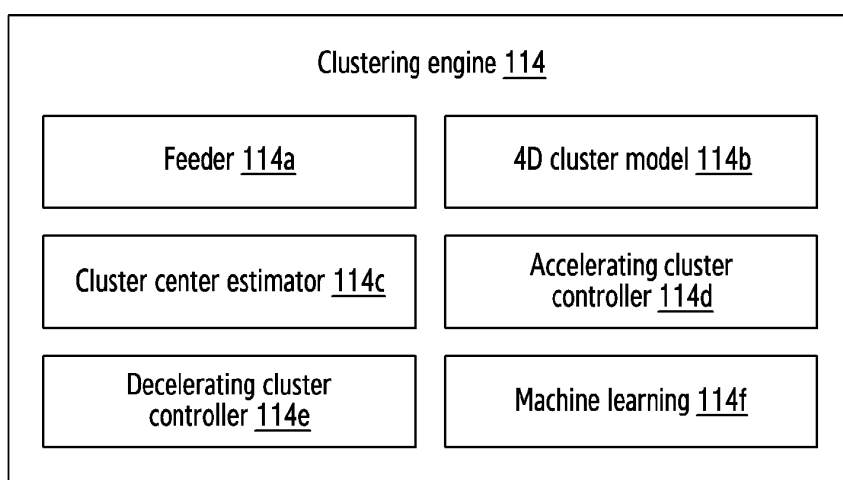 Clustering engine 114
Feeder 114a
4D cluster model 114b
Cluster center estimator 114c
Accelerating cluster
controller 114d
Decelerating cluster
controller 114e
Machine learning 114f